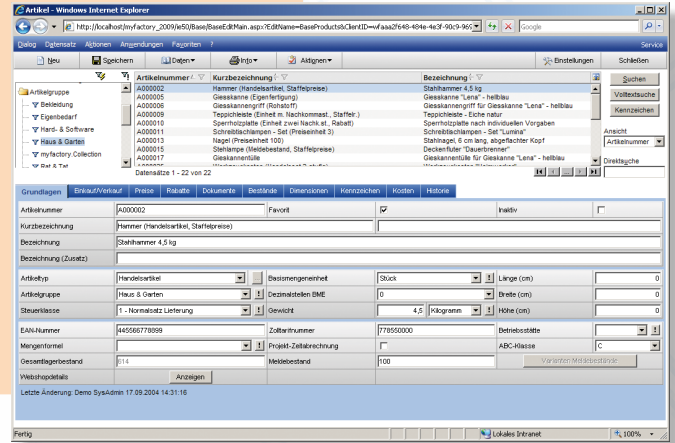 Artikel - Windows Internet Explorer
http://localhost/myfactory_2009/ie50/Base/BaseEditMain.aspx?EditName=BaseProducts&ClientID=wfaaa2f648-484e-4e3f-90c9-969
Google
Dialog Datensatz Aktionen Anwendungen Favoriten ? Service
Neu Speichern Daten Info Aktionen Einstellungen Schließen
Artikelnummer Kurzbezeichnung Bezeichnung
Artikelgruppe
Bekleidung
Eigenbedarf
Hard- & Software
Haus & Garten
myfactory Collection
Rat & Tat
A000002 Hammer (Handelsartikel, Staffelpreise) Stahlhammer 4,5 kg
A000005 Giesskanne (Eigenfertigung) Giesskanne "Lena" - hellblau
A000006 Giesskannengriff (Rohstoff) Giesskannengriff für Giesskanne "Lena" - hellblau
A000009 Teppichleiste (Einheit m. Nachkommast., Staffelr.) Teppichleiste - Eiche natur
A000010 Sperrholzplatte (Einheit zwei Nachk.st., Rabatt) Sperrholzplatte nach individuellen Vorgaben
A000011 Schreibtischlampen - Set (Preiseinheit 3) Schreibtischlampen - Set "Lumina"
A000013 Nagel (Preiseinheit 100) Stahlnagel, 6 cm lang, abgeflachter Kopf
A000015 Stehlampe (Meldebestand, Staffelpreise) Deckenfluter "Dauerbrenner"
A000017 Giesskannentülle Giesskannentülle für Giesskanne "Lena" - hellblau
Datensätze 1 - 22 von 22
...
Suchen
Volltextsuche
Kennzeichen
Ansicht
Artikelnummer
Direktsuche
Grundlagen Einkauf/Verkauf Preise Rabatte Dokumente Bestände Dimensionen Kennzeichen Kosten Historie
Artikelnummer A000002 Favorit Inaktiv
Kurzbezeichnung Hammer (Handelsartikel, Staffelpreise)
Bezeichnung Stahlhammer 4,5 kg
Bezeichnung (Zusatz)
Artikeltyp Handelsartikel ... Basismengeneinheit Stück ! Länge (cm) 0
Artikelgruppe Haus & Garten ! Dezimalstellen BME 0 Breite (cm) 0
Steuerklasse 1 - Normalsatz Lieferung ! Gewicht 4,5 Kilogramm ! Höhe (cm) 0
EAN-Nummer 445566778899 Zolltarifnummer 778550000 Betriebsstätte !
Mengenformel ! Projekt-Zeitabrechnung ABC-Klasse C
Gesamtlagerbestand 614 Meldebestand 100 Varianten-Meldebestände
Webshopdetails Anzeigen
Letzte Änderung: Demo SysAdmin 17.09.2004 14:31:16
Fertig Lokales Intranet 100%